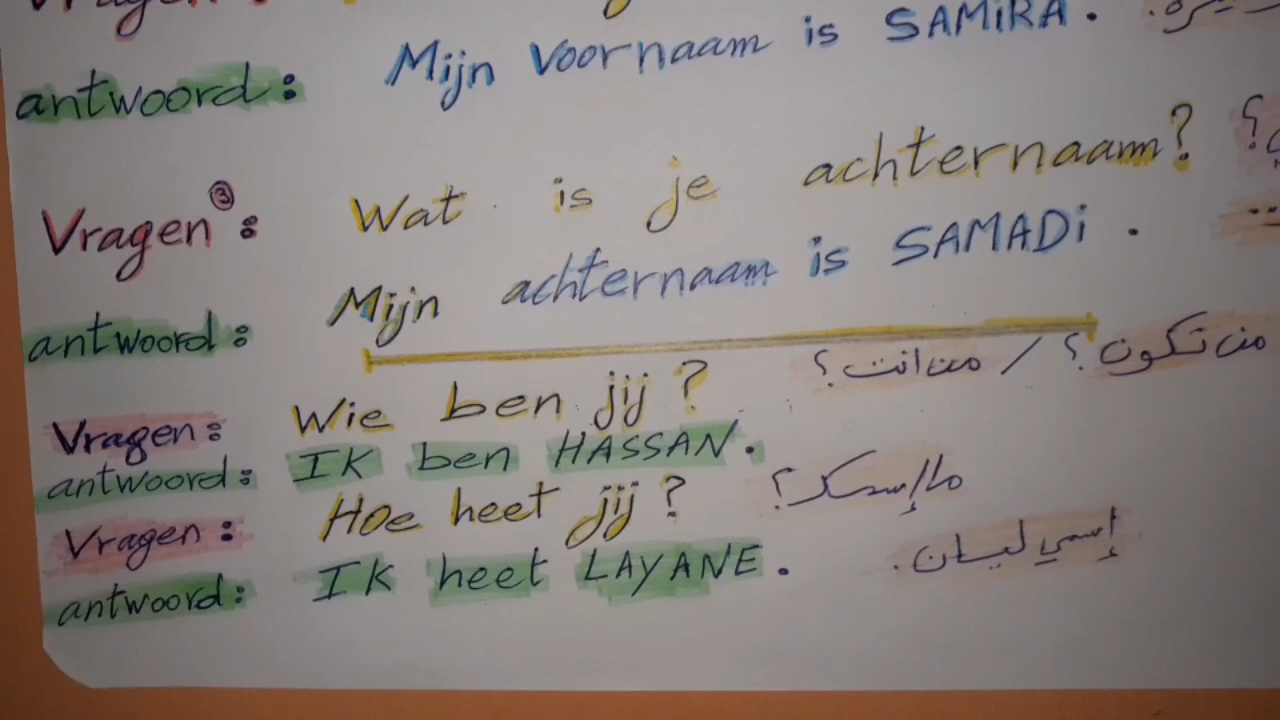 Vragen:
antwoord: Mijn Voornaam is SAMiRA.
Vragen③: Wat is je achternaam? ؟
antwoord: Mijn achternaam is SAMADi.
Vragen: Wie ben jij? من تكون؟ / من انت؟
antwoord: IK ben HASSAN.
Vragen: Hoe heet jij? ما إسمك؟
antwoord: IK heet LAYANE. إسمي ليان.